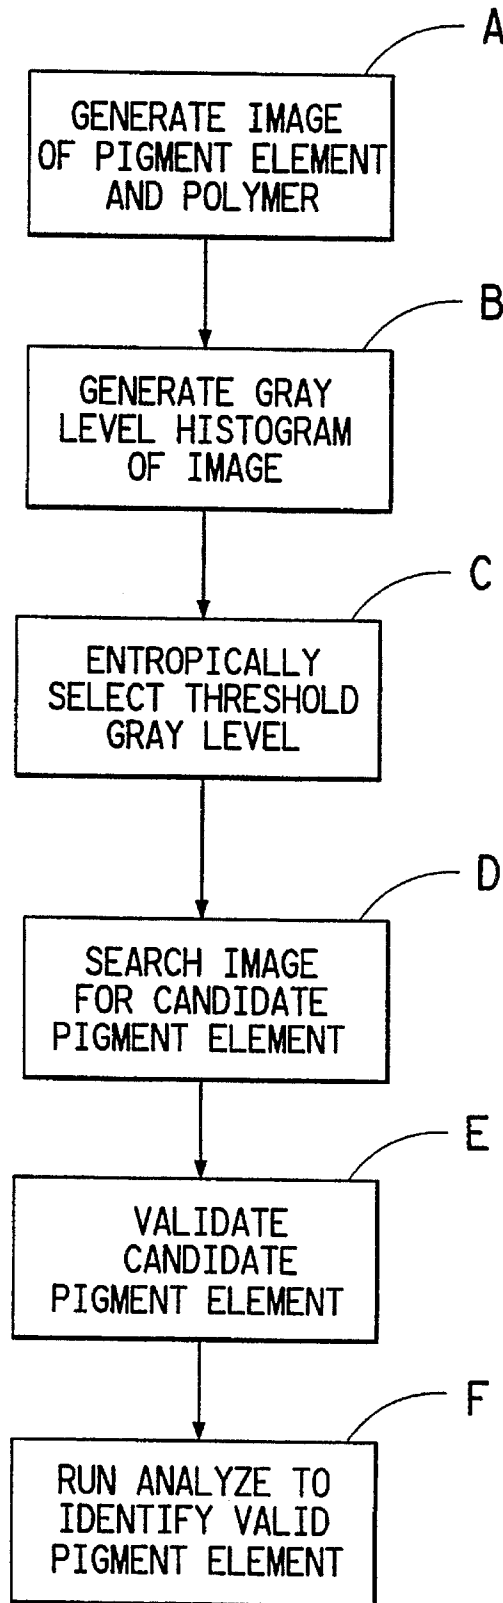 A
GENERATE IMAGE
OF PIGMENT ELEMENT
AND POLYMER
B
GENERATE GRAY
LEVEL HISTOGRAM
OF IMAGE
C
ENTROPICALLY
SELECT THRESHOLD
GRAY LEVEL
D
SEARCH IMAGE
FOR CANDIDATE
PIGMENT ELEMENT
E
VALIDATE
CANDIDATE
PIGMENT ELEMENT
F
RUN ANALYZE TO
IDENTIFY VALID
PIGMENT ELEMENT